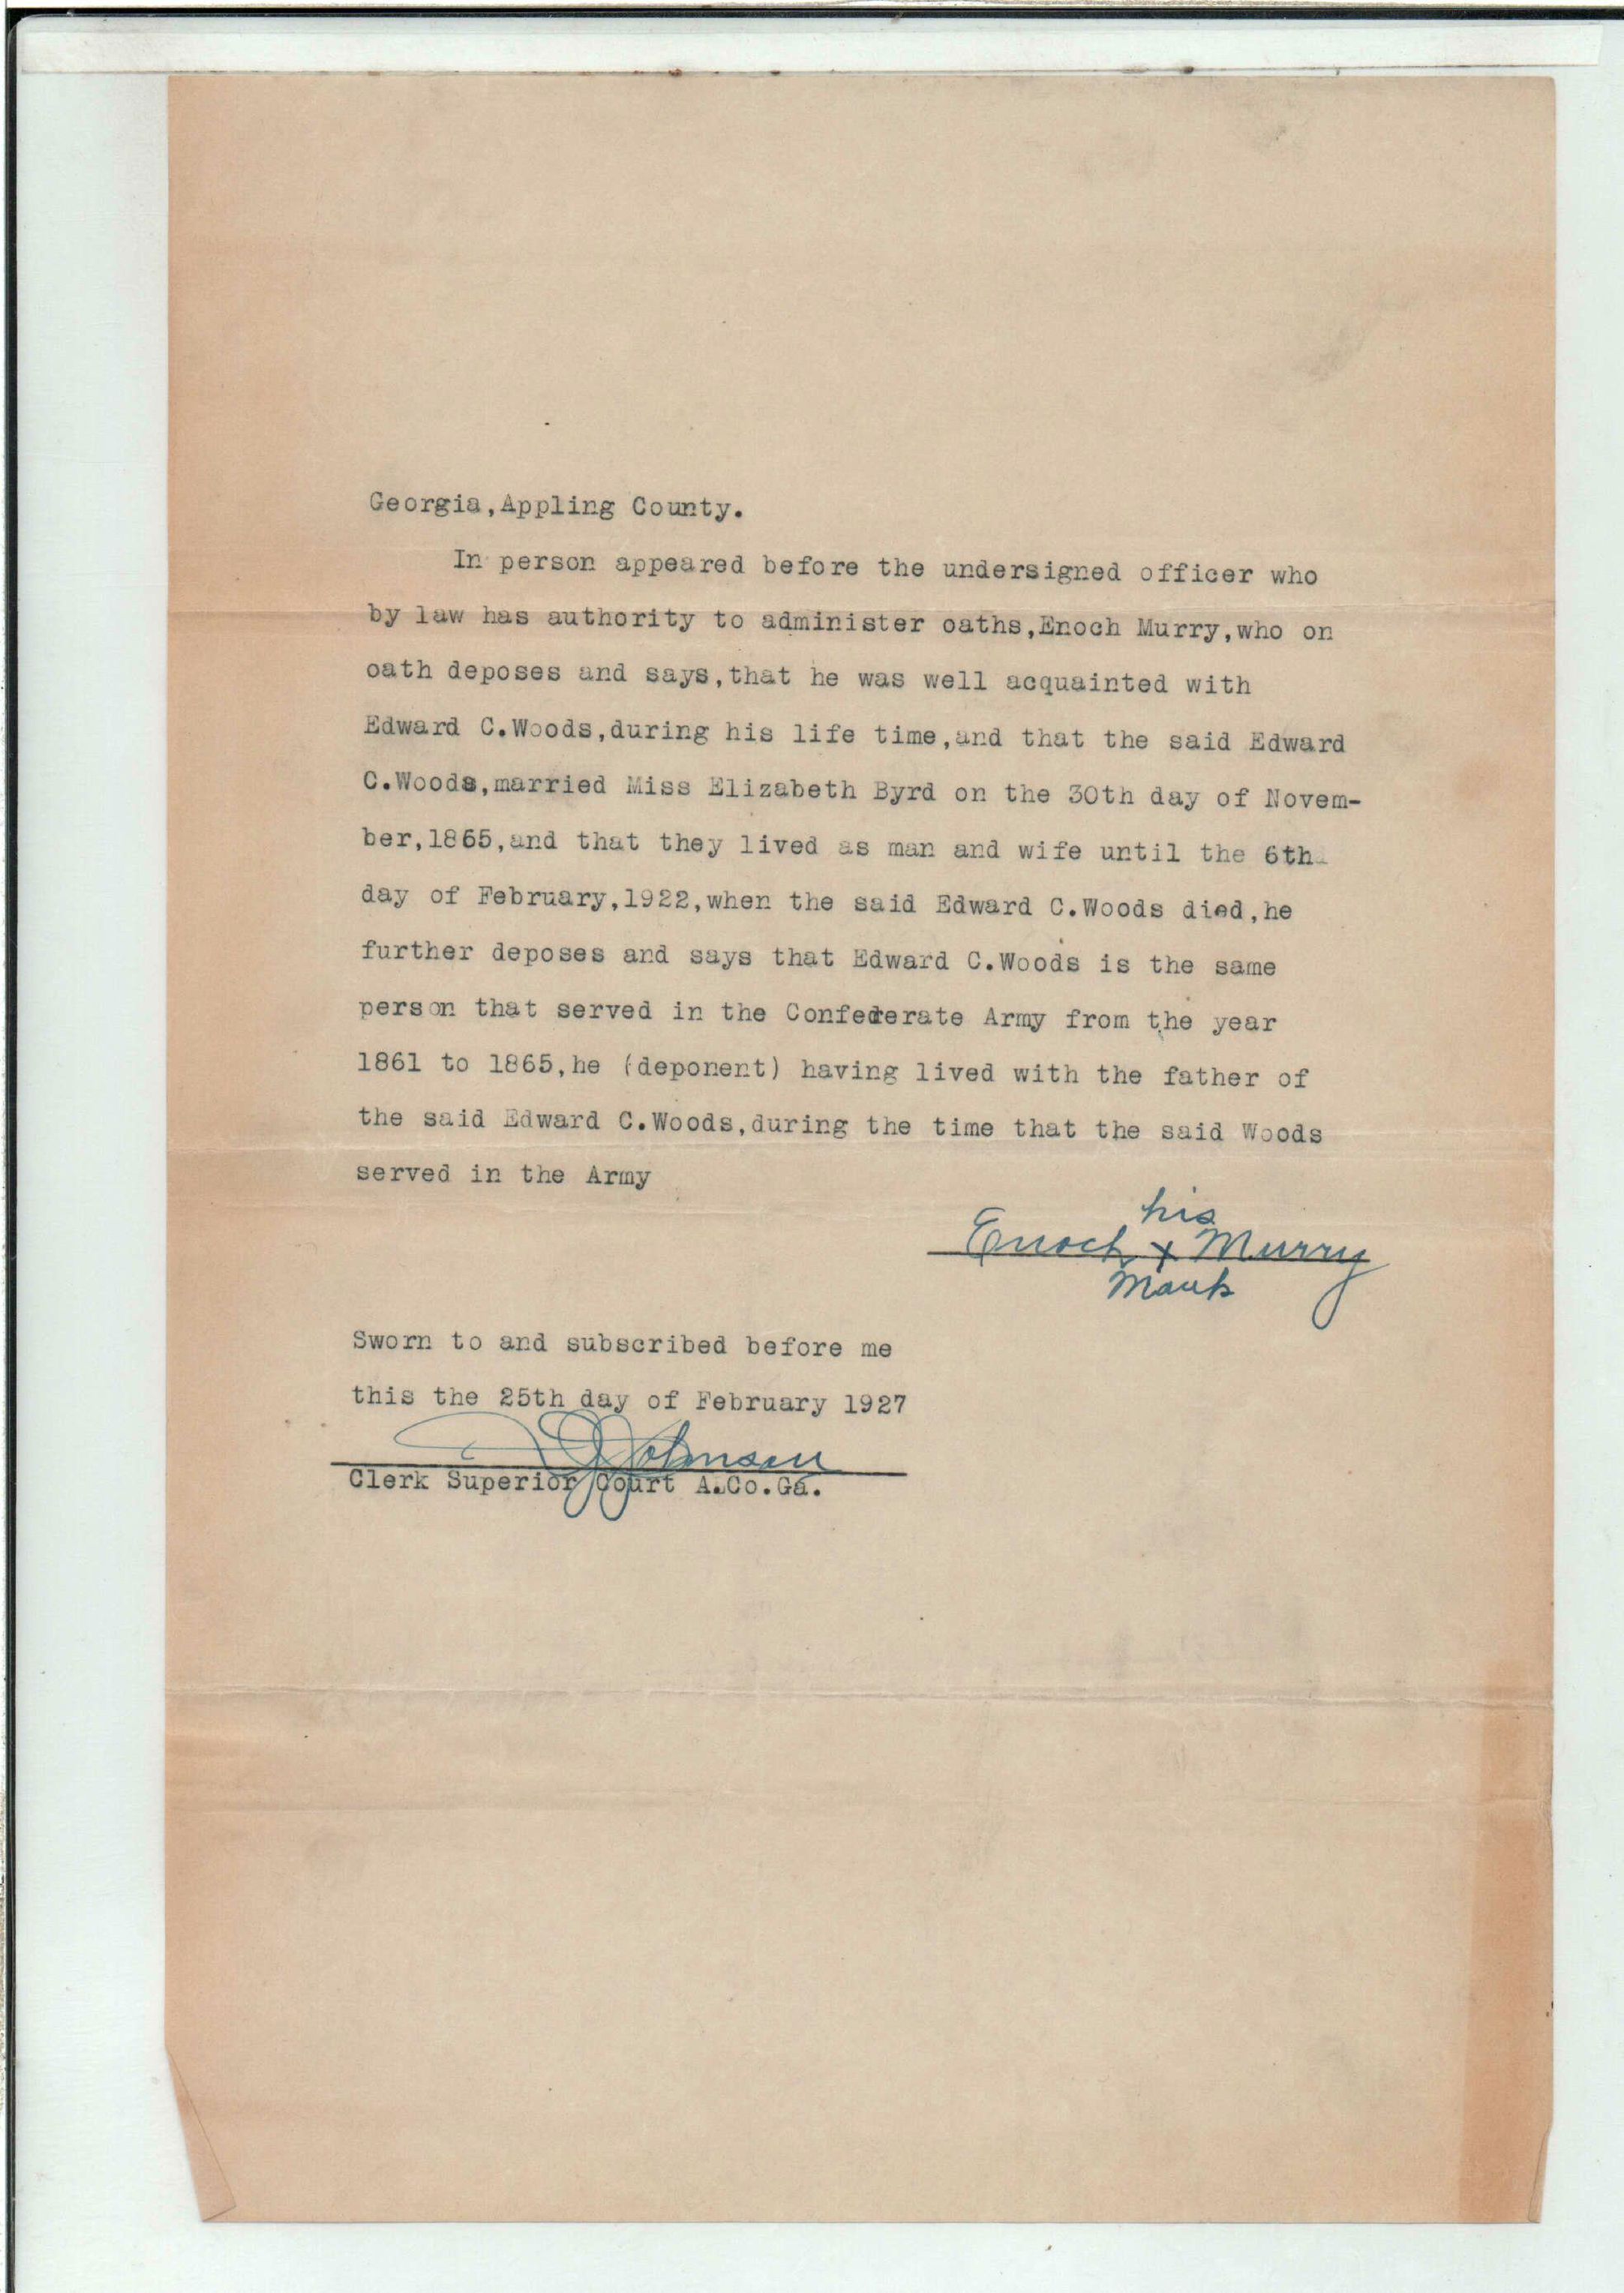 Georgia,Appling County.
In person appeared before the undersigned officer who
by law has authority to administer oaths,Enoch Murry,who on
oath deposes and says,that he was well acquainted with
Edward C.Woods,during his life time,and that the said Edward
C.Woods,married Miss Elizabeth Byrd on the 30th day of Novem-
ber,1865,and that they lived as man and wife until the 6th
day of February,1922,when the said Edward C.Woods died,he
further deposes and says that Edward C.Woods is the same
person that served in the Confederate Army from the year
1861 to 1865,he (deponent) having lived with the father of
the said Edward C.Woods,during the time that the said Woods
served in the Army
his
Enoch x Murry
Mark
Sworn to and subscribed before me
this the 25th day of February 1927
Johnson
Clerk Superior Court A.Co.Ga.